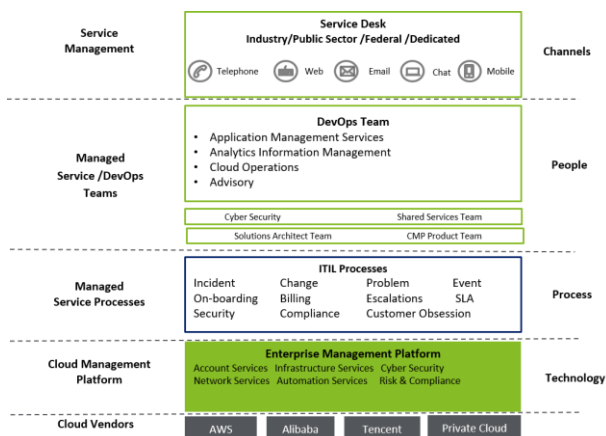 Service Desk
Industry/Public Sector /Federal /Dedicated
Service
Management
Telephone Web Email Chat Mobile
Channels
DevOps Team
• Application Management Services
• Analytics Information Management
• Cloud Operations
• Advisory
Managed
Service /DevOps
Teams
People
Cyber Security Shared Services Team
Solutions Architect Team CMP Product Team
ITIL Processes
Incident Change Problem Event
On-boarding Billing Escalations SLA
Security Compliance Customer Obsession
Managed
Service Processes
Process
Enterprise Management Platform
Account Services Infrastructure Services Cyber Security
Network Services Automation Services Risk & Compliance
Cloud Management
Platform
Technology
Cloud Vendors
AWS Alibaba Tencent Private Cloud